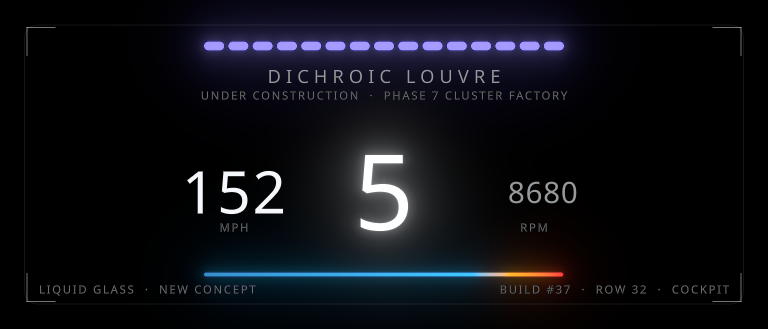 DICHROIC LOUVRE
UNDER CONSTRUCTION · PHASE 7 CLUSTER FACTORY
152
MPH
5
8680
RPM
LIQUID GLASS · NEW CONCEPT
BUILD #37 · ROW 32 · COCKPIT